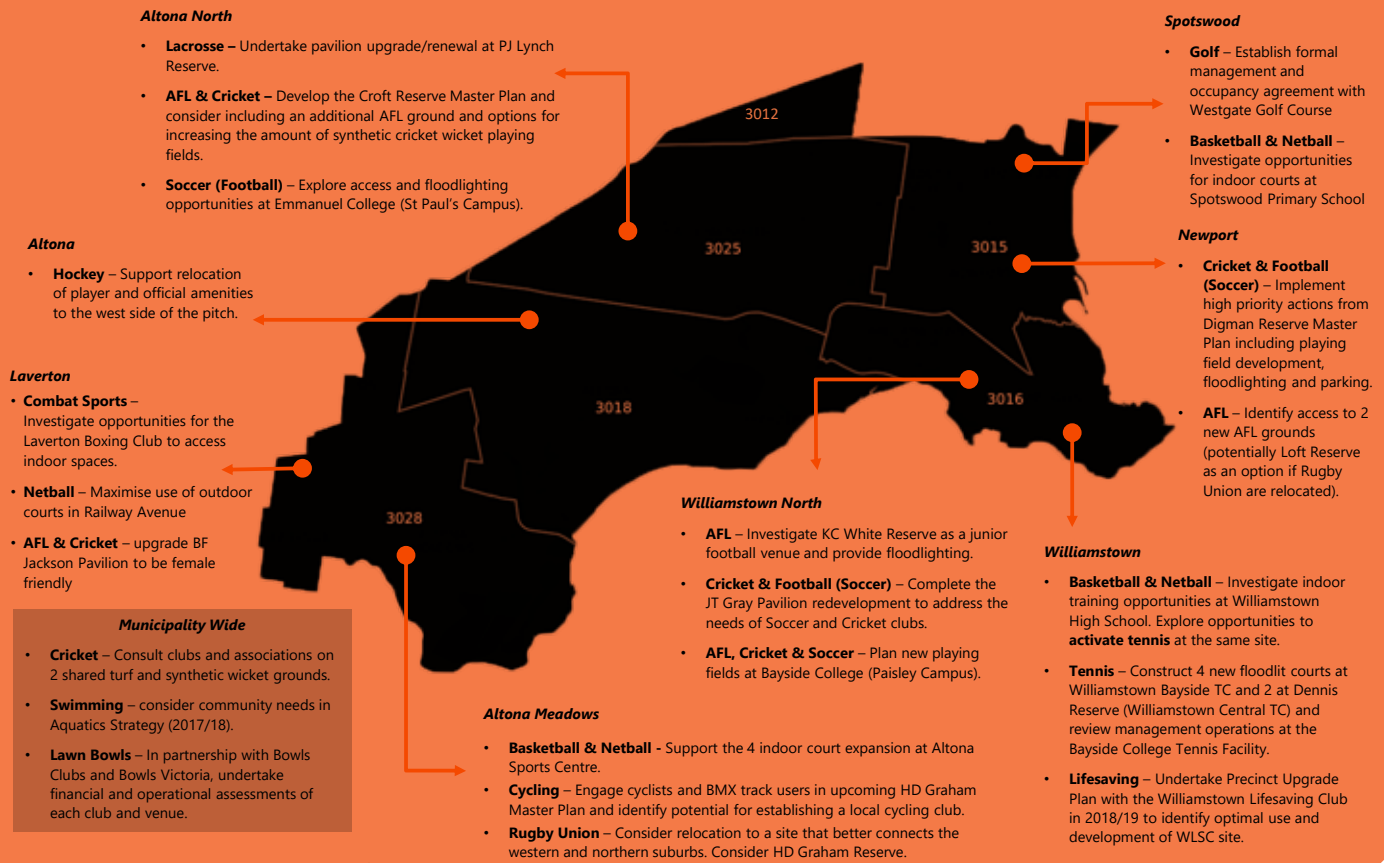 Altona North
• Lacrosse – Undertake pavilion upgrade/renewal at PJ Lynch
Reserve.
• AFL & Cricket – Develop the Croft Reserve Master Plan and
consider including an additional AFL ground and options for
increasing the amount of synthetic cricket wicket playing
fields.
• Soccer (Football) – Explore access and floodlighting
opportunities at Emmanuel College (St Paul's Campus).
Altona
• Hockey – Support relocation
of player and official amenities
to the west side of the pitch.
Laverton
• Combat Sports –
Investigate opportunities for the
Laverton Boxing Club to access
indoor spaces.
• Netball – Maximise use of outdoor
courts in Railway Avenue
• AFL & Cricket – upgrade BF
Jackson Pavilion to be female
friendly
Municipality Wide
• Cricket – Consult clubs and associations on
2 shared turf and synthetic wicket grounds.
• Swimming – consider community needs in
Aquatics Strategy (2017/18).
• Lawn Bowls – In partnership with Bowls
Clubs and Bowls Victoria, undertake
financial and operational assessments of
each club and venue.
3012
3025
3015
3018
3016
3028
Altona Meadows
• Basketball & Netball - Support the 4 indoor court expansion at Altona
Sports Centre.
• Cycling – Engage cyclists and BMX track users in upcoming HD Graham
Master Plan and identify potential for establishing a local cycling club.
• Rugby Union – Consider relocation to a site that better connects the
western and northern suburbs. Consider HD Graham Reserve.
Williamstown North
• AFL – Investigate KC White Reserve as a junior
football venue and provide floodlighting.
• Cricket & Football (Soccer) – Complete the
JT Gray Pavilion redevelopment to address the
needs of Soccer and Cricket clubs.
• AFL, Cricket & Soccer – Plan new playing
fields at Bayside College (Paisley Campus).
Spotswood
• Golf – Establish formal
management and
occupancy agreement with
Westgate Golf Course
• Basketball & Netball –
Investigate opportunities
for indoor courts at
Spotswood Primary School
Newport
• Cricket & Football
(Soccer) – Implement
high priority actions from
Digman Reserve Master
Plan including playing
field development,
floodlighting and parking.
• AFL – Identify access to 2
new AFL grounds
(potentially Loft Reserve
as an option if Rugby
Union are relocated).
Williamstown
• Basketball & Netball – Investigate indoor
training opportunities at Williamstown
High School. Explore opportunities to
activate tennis at the same site.
• Tennis – Construct 4 new floodlit courts at
Williamstown Bayside TC and 2 at Dennis
Reserve (Williamstown Central TC) and
review management operations at the
Bayside College Tennis Facility.
• Lifesaving – Undertake Precinct Upgrade
Plan with the Williamstown Lifesaving Club
in 2018/19 to identify optimal use and
development of WLSC site.